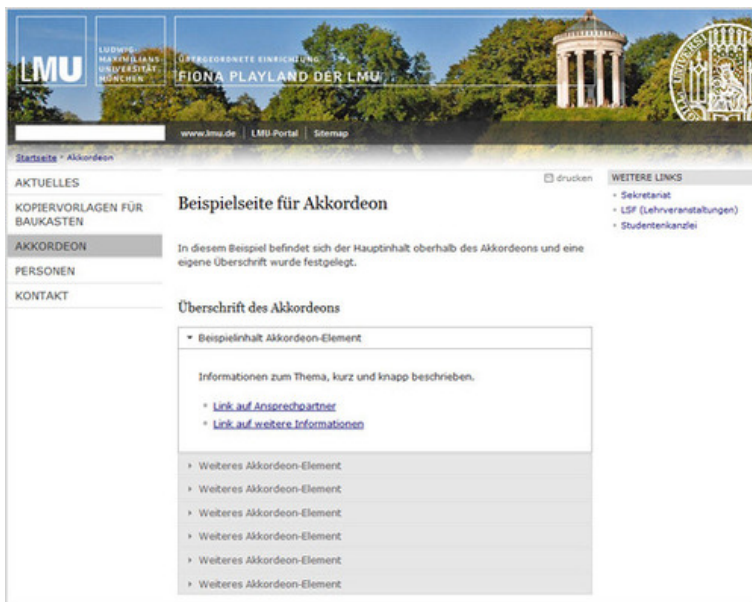 LMU
LUDWIG-
MAXIMILIANS
UNIVERSITÄT
MÜNCHEN
ÜBERGEORDNETE EINRICHTUNG
FIONA PLAYLAND DER LMU
www.lmu.de | LMU-Portal | Sitemap
Startseite Akkordeon
AKTUELLES
KOPIERVORLAGEN FÜR
BAUKASTEN
AKKORDEON
PERSONEN
KONTAKT
drucken
Beispielseite für Akkordeon
In diesem Beispiel befindet sich der Hauptinhalt oberhalb des Akkordeons und eine
eigene Überschrift wurde festgelegt.
Überschrift des Akkordeons
Beispielinhalt Akkordeon-Element
Informationen zum Thema, kurz und knapp beschrieben.
Link auf Ansprechpartner
Link auf weitere Informationen
Weiteres Akkordeon-Element
Weiteres Akkordeon-Element
Weiteres Akkordeon-Element
Weiteres Akkordeon-Element
Weiteres Akkordeon-Element
Weiteres Akkordeon-Element
WEITERE LINKS
Sekretariat
LSF (Lehrveranstaltungen)
Studentenkanzlei